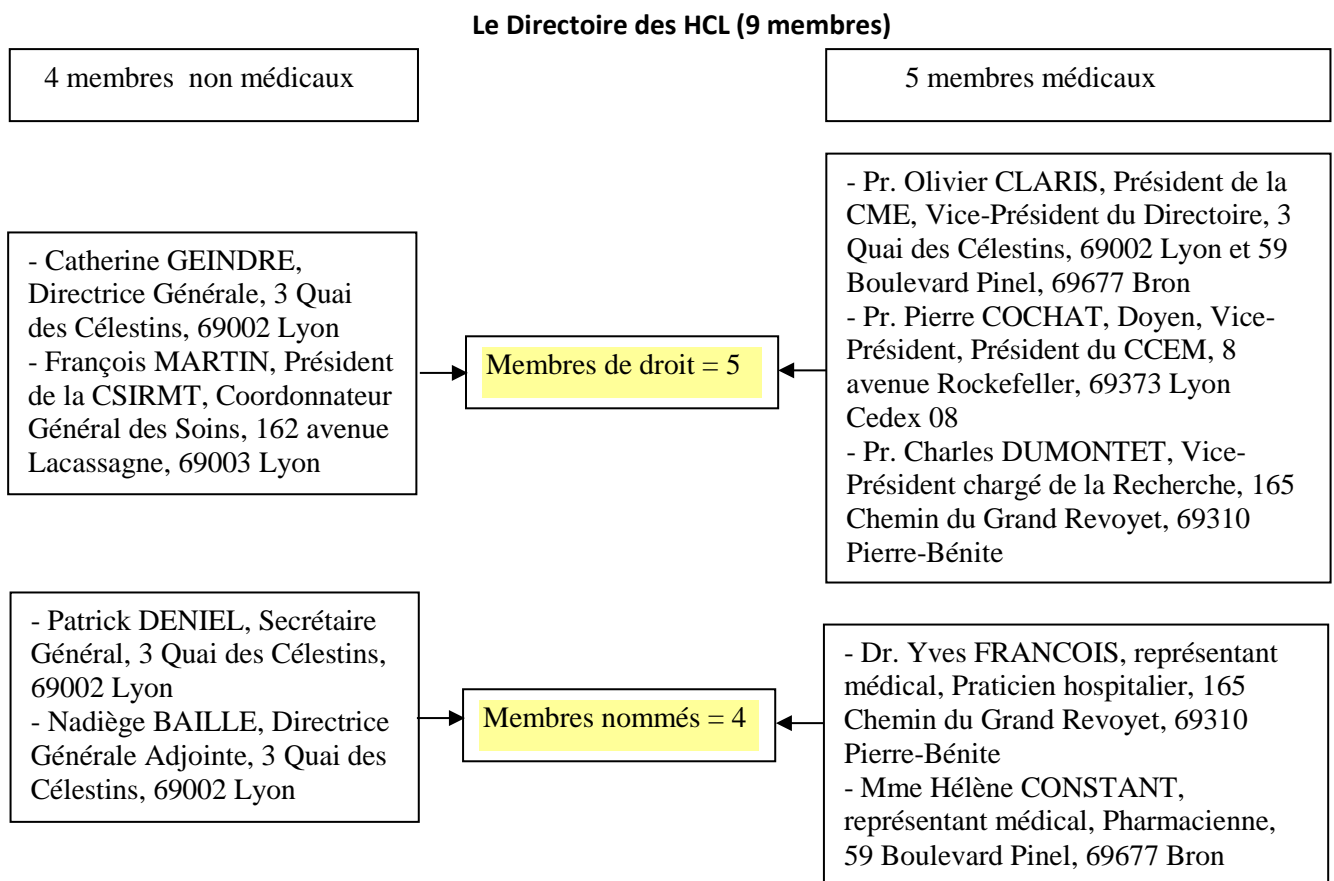 Le Directoire des HCL (9 membres)
4 membres non médicaux
5 membres médicaux
- Catherine GEINDRE,
Directrice Générale, 3 Quai
des Célestins, 69002 Lyon
- François MARTIN, Président
de la CSIRMT, Coordonnateur
Général des Soins, 162 avenue
Lacassagne, 69003 Lyon
Membres de droit = 5
- Pr. Olivier CLARIS, Président de la
CME, Vice-Président du Directoire, 3
Quai des Célestins, 69002 Lyon et 59
Boulevard Pinel, 69677 Bron
- Pr. Pierre COCHAT, Doyen, Vice-
Président, Président du CCEM, 8
avenue Rockefeller, 69373 Lyon
Cedex 08
- Pr. Charles DUMONTET, Vice-
Président chargé de la Recherche, 165
Chemin du Grand Revoyet, 69310
Pierre-Bénite
- Patrick DENIEL, Secrétaire
Général, 3 Quai des Célestins,
69002 Lyon
- Nadiège BAILLE, Directrice
Générale Adjointe, 3 Quai des
Célestins, 69002 Lyon
Membres nommés = 4
- Dr. Yves FRANCOIS, représentant
médical, Praticien hospitalier, 165
Chemin du Grand Revoyet, 69310
Pierre-Bénite
- Mme Hélène CONSTANT,
représentant médical, Pharmacienne,
59 Boulevard Pinel, 69677 Bron